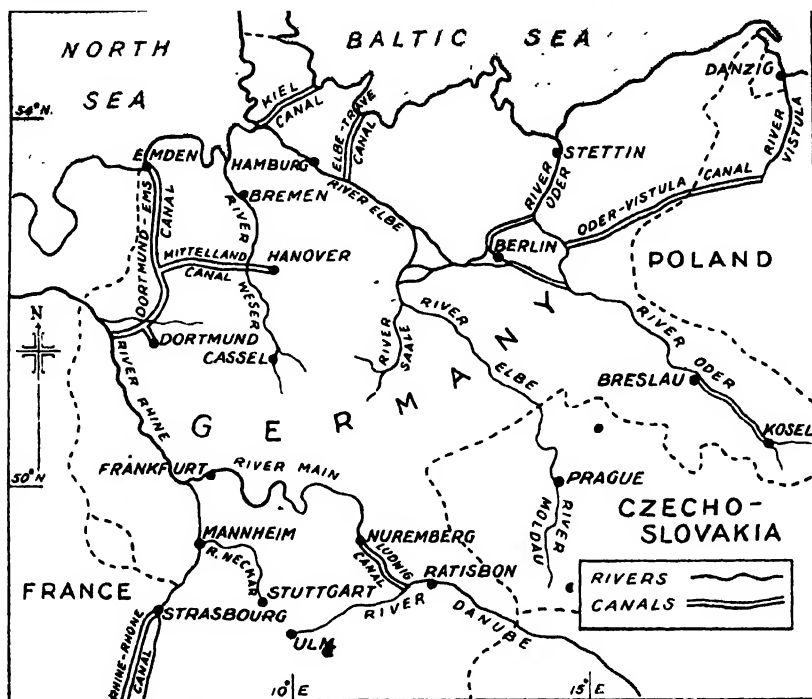 NORTH
SEA
BALTIC SEA
DANZIG
54°N.
KIEL
CANAL
ELBE-TRAVE
CANAL
RIVER
VISTULA
EMDEN
HAMBURG
STETTIN
BREMEN
RIVER ELBE
RIVER
ODER
ODER-VISTULA CANAL
DORTMUND-EMS
CANAL
MITTELLAND
CANAL
HANOVER
RIVER
WESER
BERLIN
POLAND
N
DORTMUND
CASSEL
RIVER
SAALE
RIVER
ELBE
RIVER
ODER
BRESLAU
KOSEL
RIVER RHINE
GERMANY
50°N
FRANKFURT
RIVER MAIN
PRAGUE
RIVER
MOLDAU
CZECHO-
SLOVAKIA
MANNHEIM
R. NECKAR
NUREMBERG
LUDWIG
CANAL
RATISBON
FRANCE
STRASBOURG
STUTTGART
RIVER
DANUBE
ULM
RHINE-RHONE
CANAL
RIVERS
CANALS
10° E
15° E.